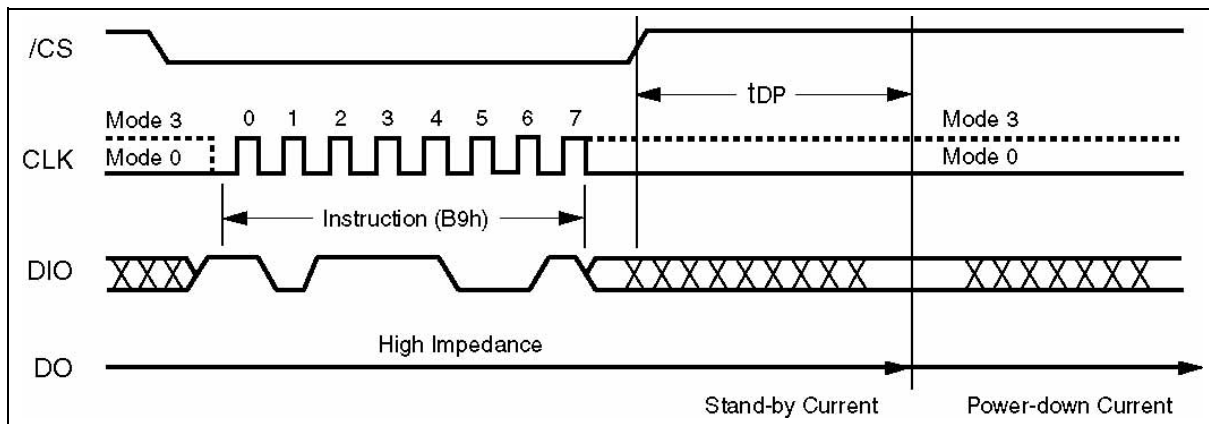 /CS
tDP
Mode 3 0 1 2 3 4 5 6 7 Mode 3
CLK Mode 0 Mode 0
Instruction (B9h)
DIO
High Impedance
DO
Stand-by Current Power-down Current